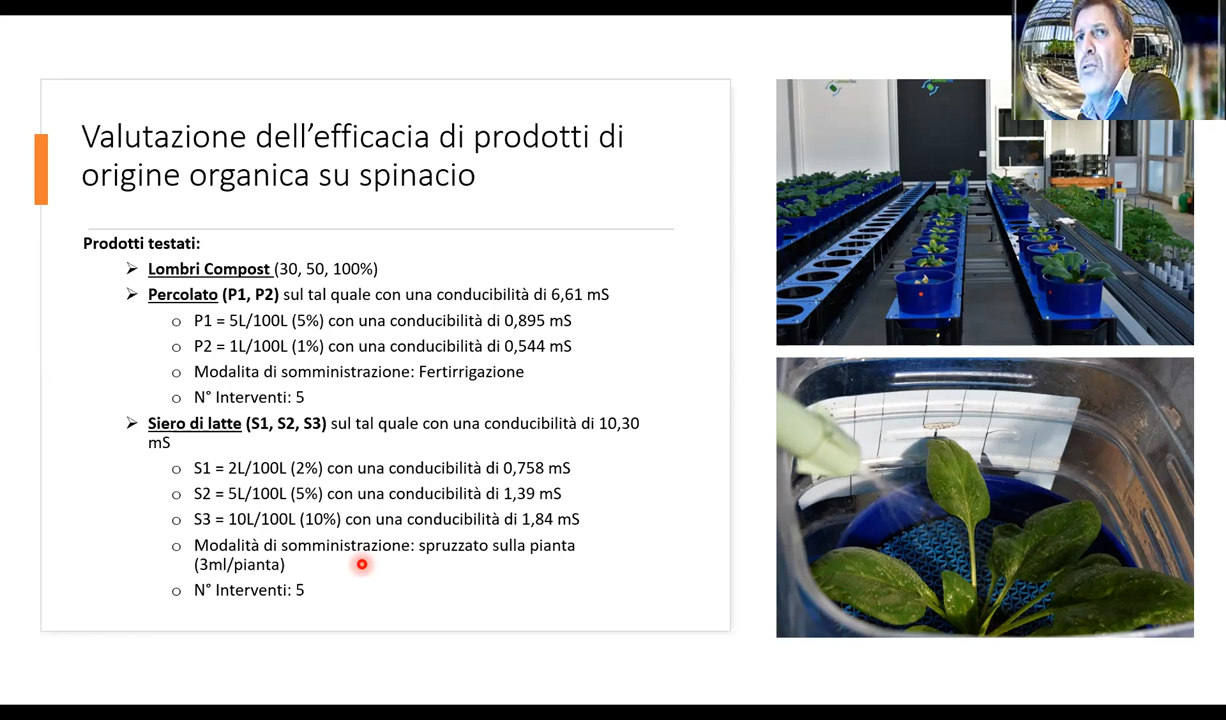 Valutazione dell'efficacia di prodotti di
origine organica su spinacio
Prodotti testati:
Lombri Compost (30, 50, 100%)
Percolato (P1, P2) sul tal quale con una conducibilità di 6,61 mS
P1 = 5L/100L (5%) con una conducibilità di 0,895 mS
P2 = 1L/100L (1%) con una conducibilità di 0,544 mS
Modalita di somministrazione: Fertirrigazione
N° Interventi: 5
Siero di latte (S1, S2, S3) sul tal quale con una conducibilità di 10,30
mS
S1 = 2L/100L (2%) con una conducibilità di 0,758 mS
S2 = 5L/100L (5%) con una conducibilità di 1,39 mS
S3 = 10L/100L (10%) con una conducibilità di 1,84 mS
Modalità di somministrazione: spruzzato sulla pianta
(3ml/pianta)
N° Interventi: 5